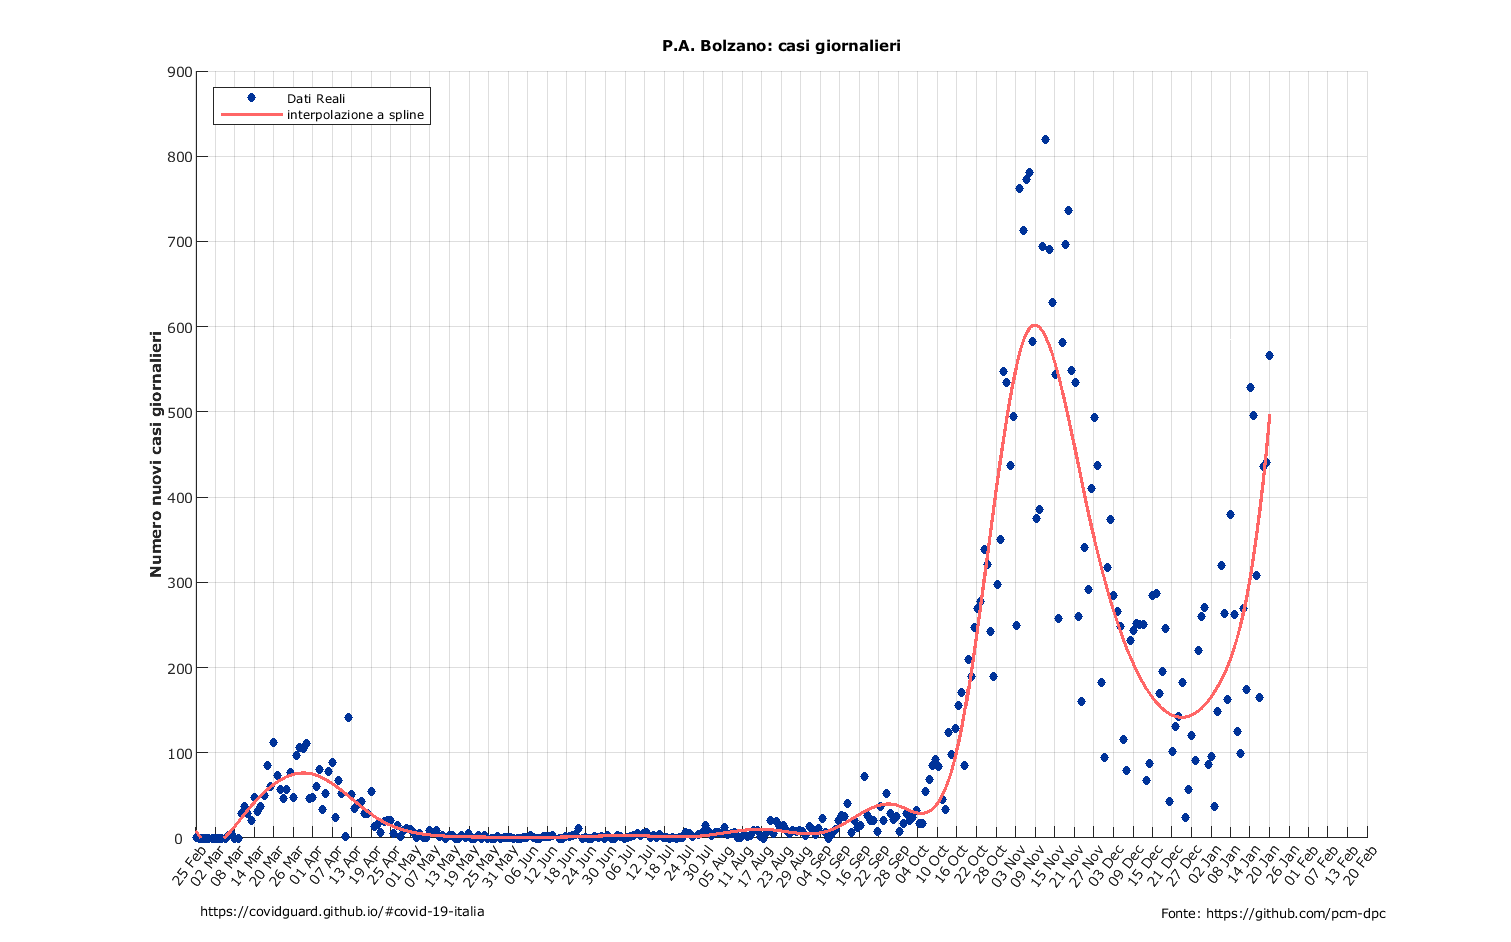 P.A. Bolzano: casi giornalieri
Dati Reali
interpolazione a spline
Numero nuovi casi giornalieri
900
800
700
600
500
400
300
200
100
0
25 Feb
02 Mar
08 Mar
14 Mar
20 Mar
26 Mar
01 Apr
07 Apr
13 Apr
19 Apr
25 Apr
01 May
07 May
13 May
19 May
25 May
31 May
06 Jun
12 Jun
18 Jun
24 Jun
30 Jun
06 Jul
12 Jul
18 Jul
24 Jul
30 Jul
05 Aug
11 Aug
17 Aug
23 Aug
29 Aug
04 Sep
10 Sep
16 Sep
22 Sep
28 Sep
04 Oct
10 Oct
16 Oct
22 Oct
28 Oct
03 Nov
09 Nov
15 Nov
21 Nov
27 Nov
03 Dec
09 Dec
15 Dec
21 Dec
27 Dec
02 Jan
08 Jan
14 Jan
20 Jan
26 Jan
01 Feb
07 Feb
13 Feb
20 Feb
https://covidguard.github.io/#covid-19-italia
Fonte: https://github.com/pcm-dpc